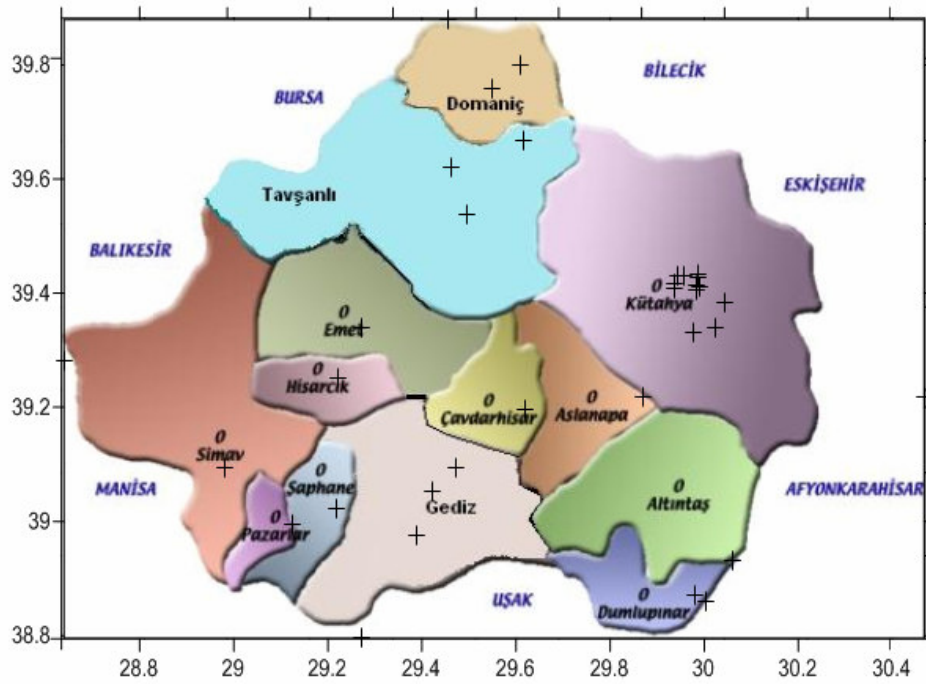 39.8
BİLECİK
BURSA
Domaniç
39.6
Tavşanlı
ESKİŞEHİR
BALIKESİR
39.4
0
Kütahya
0
Emet
0
Hisarcık
39.2
0
Çavdarhisar
0
Aslanapa
0
Simav
0
Şaphane
MANİSA
0
Altıntaş
AFYONKARAHİSAR
39
Gediz
0
Pazarlar
UŞAK
0
Dumlupınar
38.8
28.8 29 29.2 29.4 29.6 29.8 30 30.2 30.4